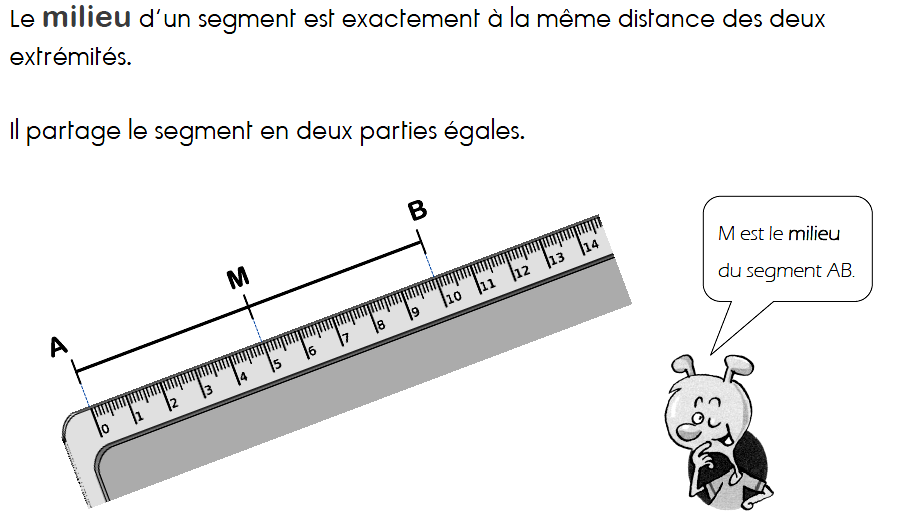 Le milieu d'un segment est exactement à la même distance des deux
extrémités.
Il partage le segment en deux parties égales.
B
M
A
M est le milieu
du segment AB.
0 1 2 3 4 5 6 7 8 9 10 11 12 13 14